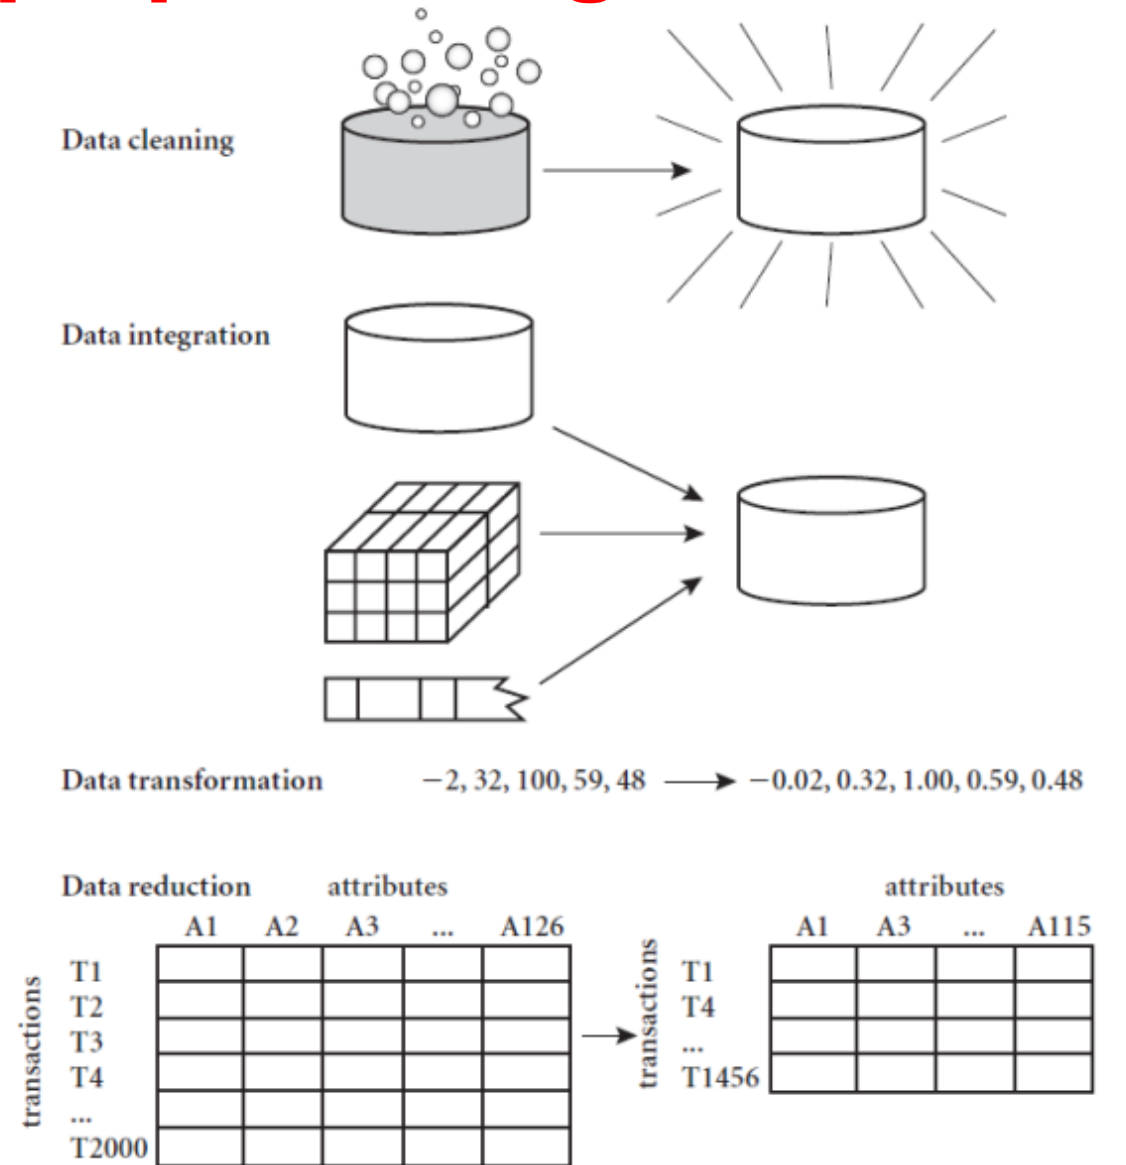 Data cleaning
Data integration
Data transformation −2, 32, 100, 59, 48 −0.02, 0.32, 1.00, 0.59, 0.48
Data reduction attributes attributes
A1 A2 A3 ... A126 A1 A3 ... A115
transactions
T1
T2
T3
T4
...
T2000
transactions
T1
T4
...
T1456